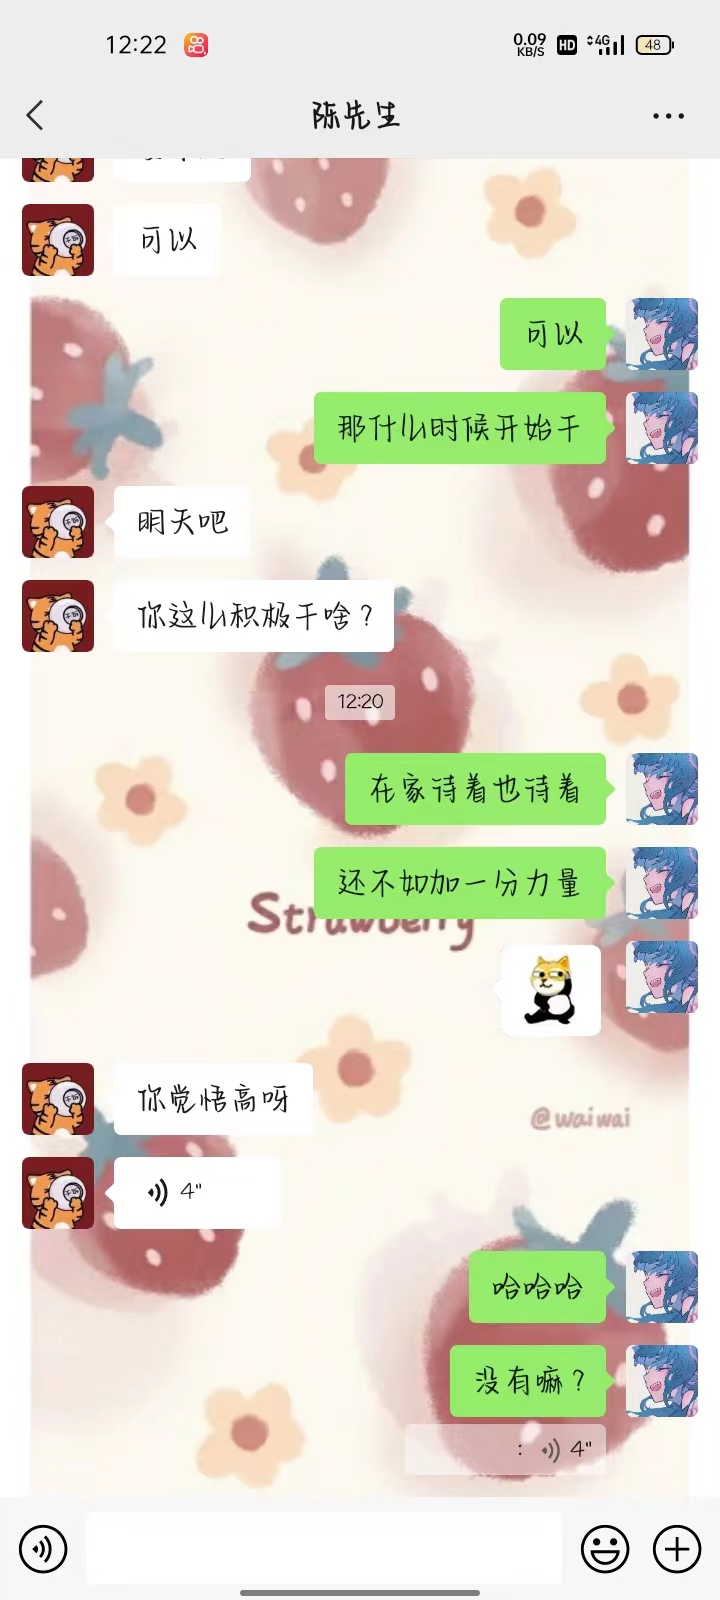 12:22
0.09
KB/S
HD
4G
48
陈先生
可以
可以
那什么时候开始干
明天吧
你这么积极干啥？
12:20
在家待着也待着
还不如加一分力量
Strawberry
你觉悟高呀
@waiwai
4"
哈哈哈
没有嘛？
: 4"